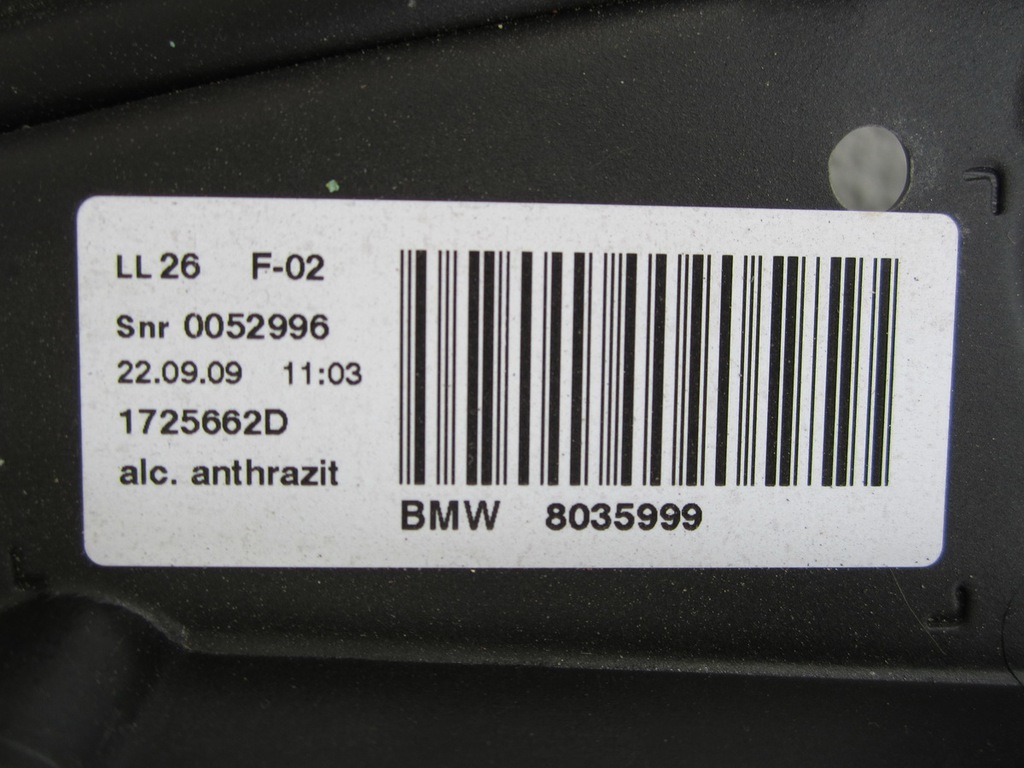 LL 26 F-02
Snr 0052996
22.09.09 11:03
1725662D
alc. anthrazit
BMW 8035999